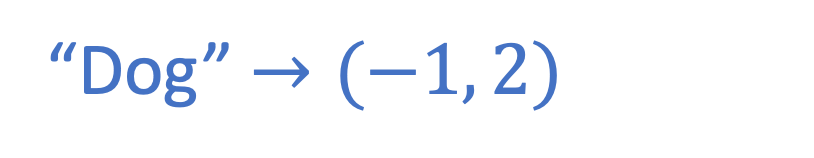 “Dog” → (−1, 2)